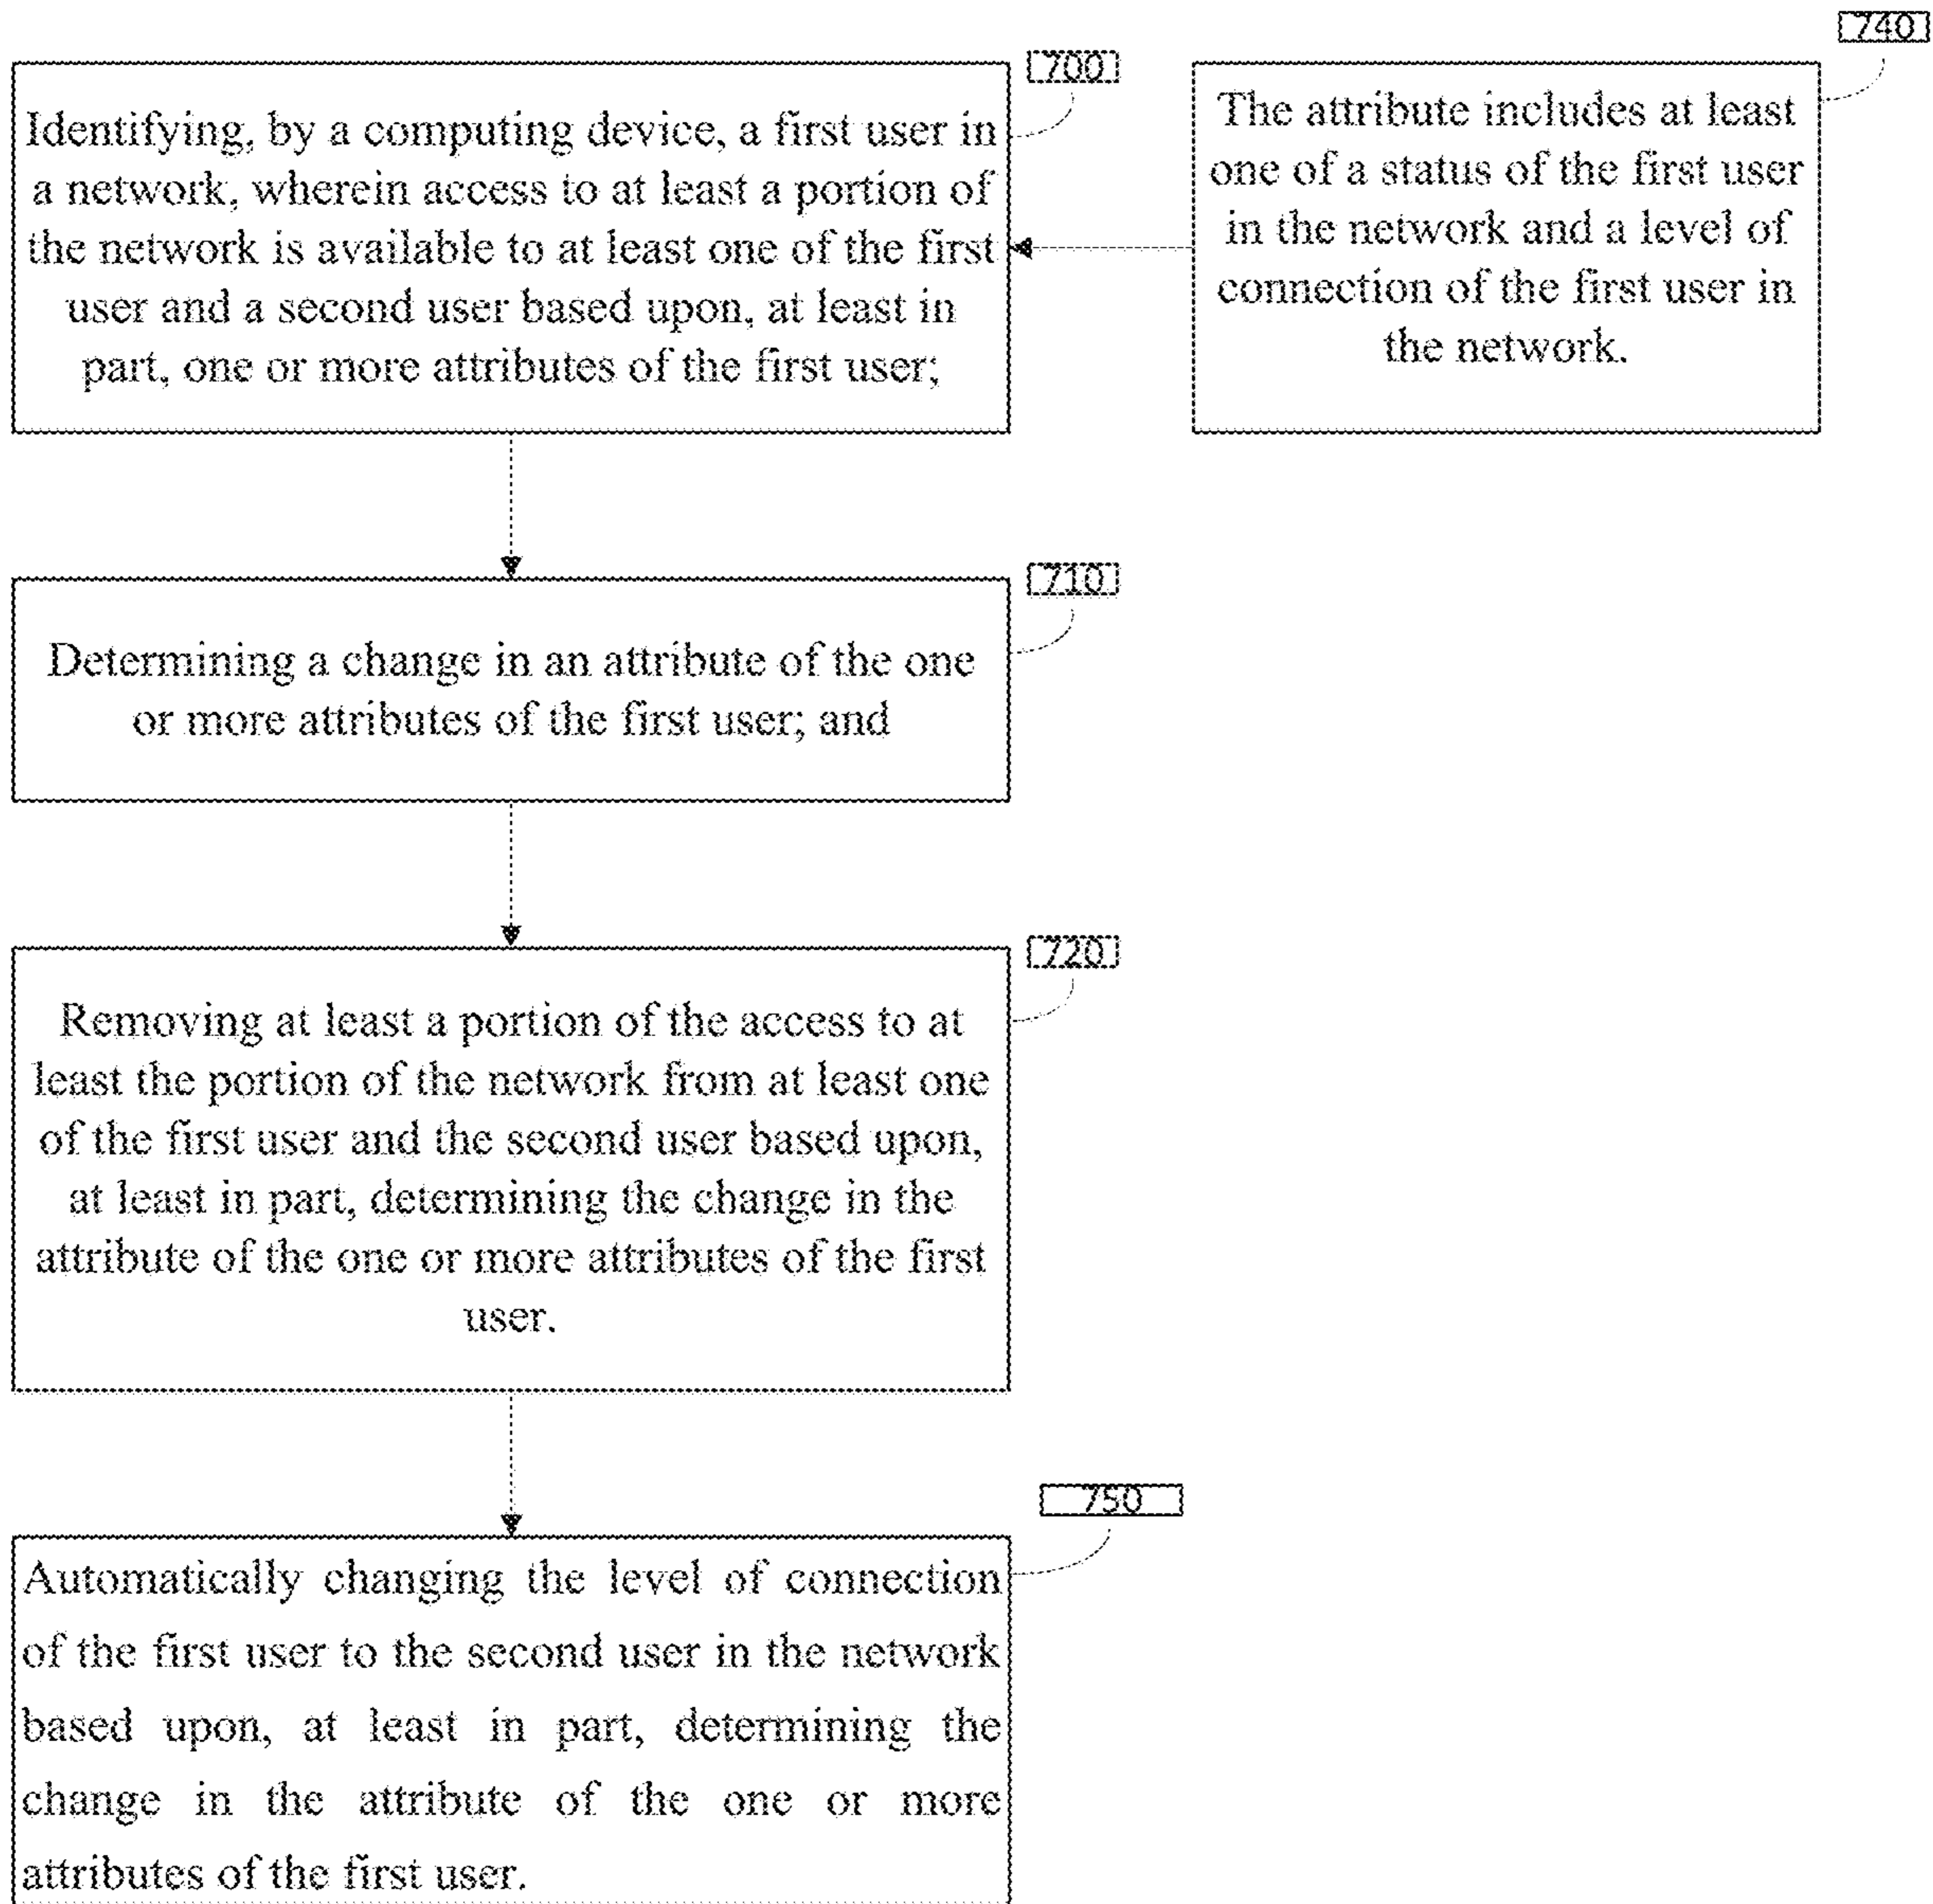 740
700
Identifying, by a computing device, a first user in
a network, wherein access to at least a portion of
the network is available to at least one of the first
user and a second user based upon, at least in
part, one or more attributes of the first user;
The attribute includes at least
one of a status of the first user
in the network and a level of
connection of the first user in
the network.
710
Determining a change in an attribute of the one
or more attributes of the first user; and
720
Removing at least a portion of the access to at
least the portion of the network from at least one
of the first user and the second user based upon,
at least in part, determining the change in the
attribute of the one or more attributes of the first
user.
750
Automatically changing the level of connection
of the first user to the second user in the network
based upon, at least in part, determining the
change in the attribute of the one or more
attributes of the first user.